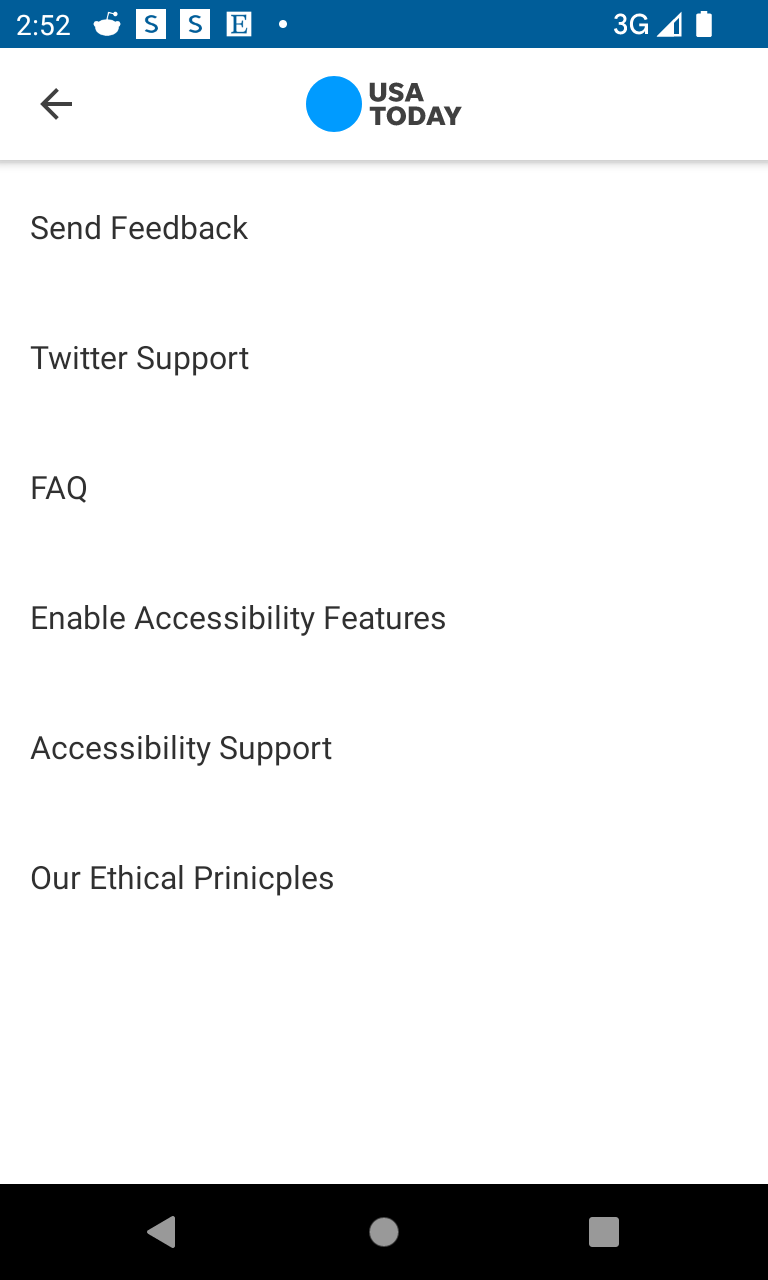 2:52 S S E 3G
USA
TODAY
Send Feedback
Twitter Support
FAQ
Enable Accessibility Features
Accessibility Support
Our Ethical Prinicples